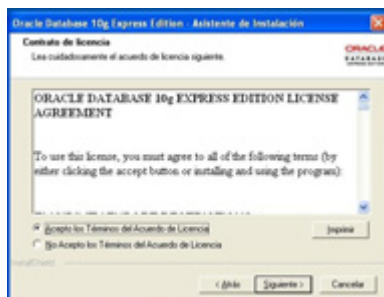 Oracle Database 10g Express Edition - Asistente de Instalación
Contrato de licencia
Lea cuidadosamente el acuerdo de licencia siguiente.
ORACLE
DATABASE
EXPRESS EDITION
ORACLE DATABASE 10g EXPRESS EDITION LICENSE
AGREEMENT
To use this license, you must agree to all of the following terms (by
either clicking the accept button or installing and using the program):
Acepto los Términos del Acuerdo de Licencia
Imprimir
No Acepto los Términos del Acuerdo de Licencia
InstallShield
< Atrás
Siguiente >
Cancelar